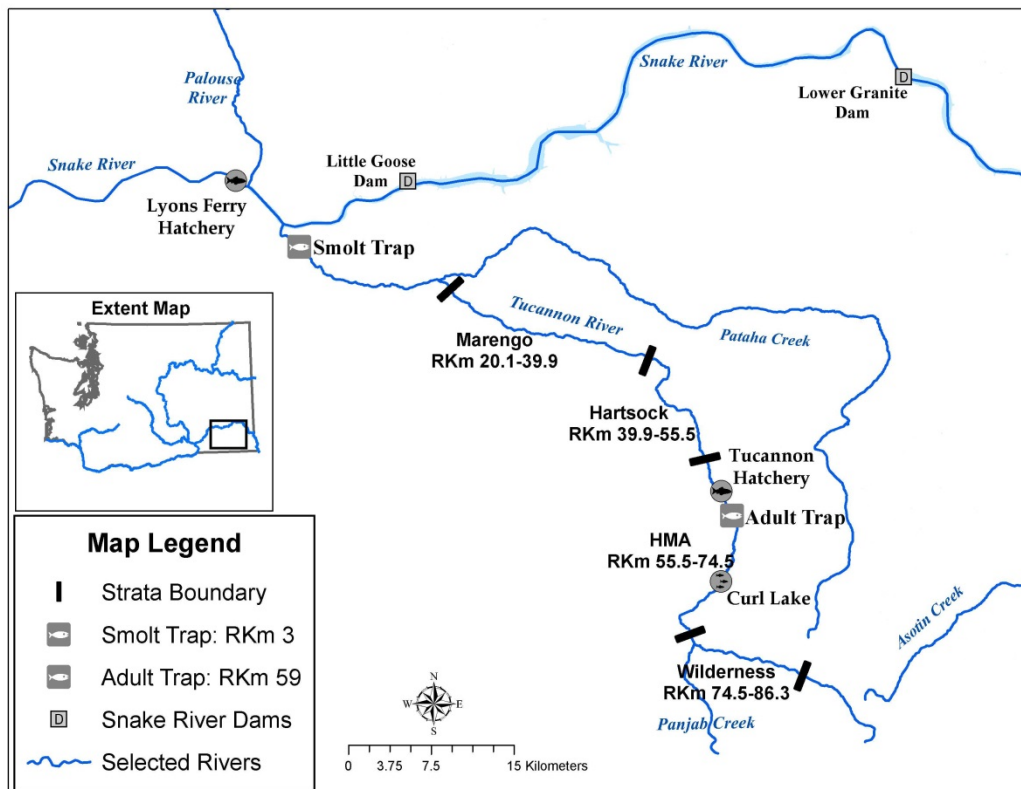 Palouse
River
Snake River
Lower Granite
Dam
D
Little Goose
Dam
D
Snake River
Lyons Ferry
Hatchery
Smolt Trap
Tucannon River
Marengo
RKm 20.1-39.9
Pataha Creek
Hartsock
RKm 39.9-55.5
Tucannon
Hatchery
Adult Trap
HMA
RKm 55.5-74.5
Curl Lake
Asotin Creek
Wilderness
RKm 74.5-86.3
Panjab Creek
Extent Map
Map Legend
Strata Boundary
Smolt Trap: RKm 3
Adult Trap: RKm 59
D
Snake River Dams
Selected Rivers
N
W
E
S
0 3.75 7.5 15 Kilometers